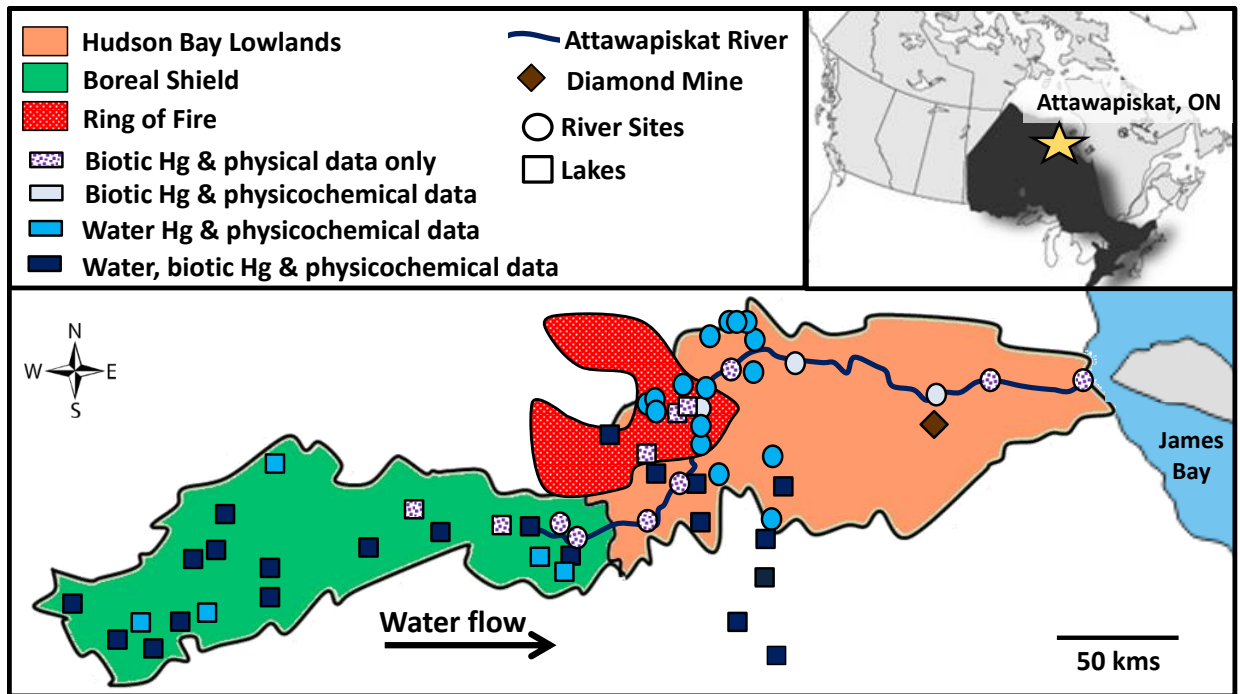 Hudson Bay Lowlands
Boreal Shield
Ring of Fire
Biotic Hg & physical data only
Biotic Hg & physicochemical data
Water Hg & physicochemical data
Water, biotic Hg & physicochemical data
Attawapiskat River
Diamond Mine
River Sites
Lakes
Attawapiskat, ON
N
W E
S
James
Bay
Water flow
50 kms